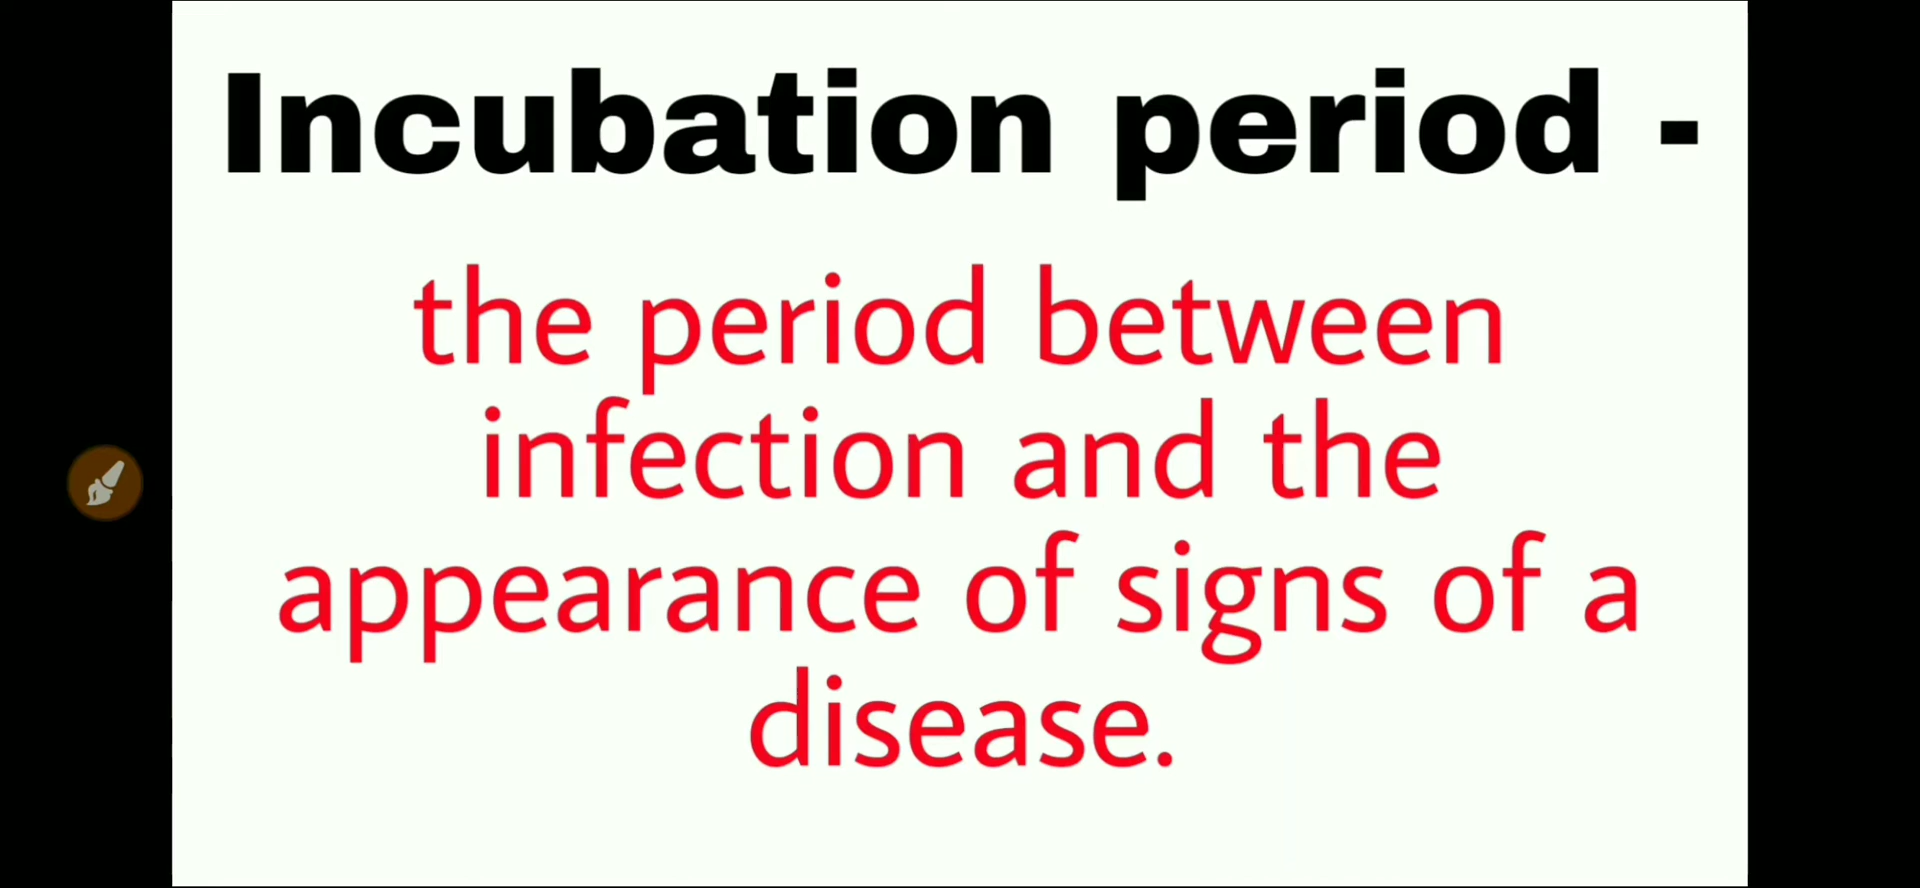 Incubation period -
the period between
infection and the
appearance of signs of a
disease.